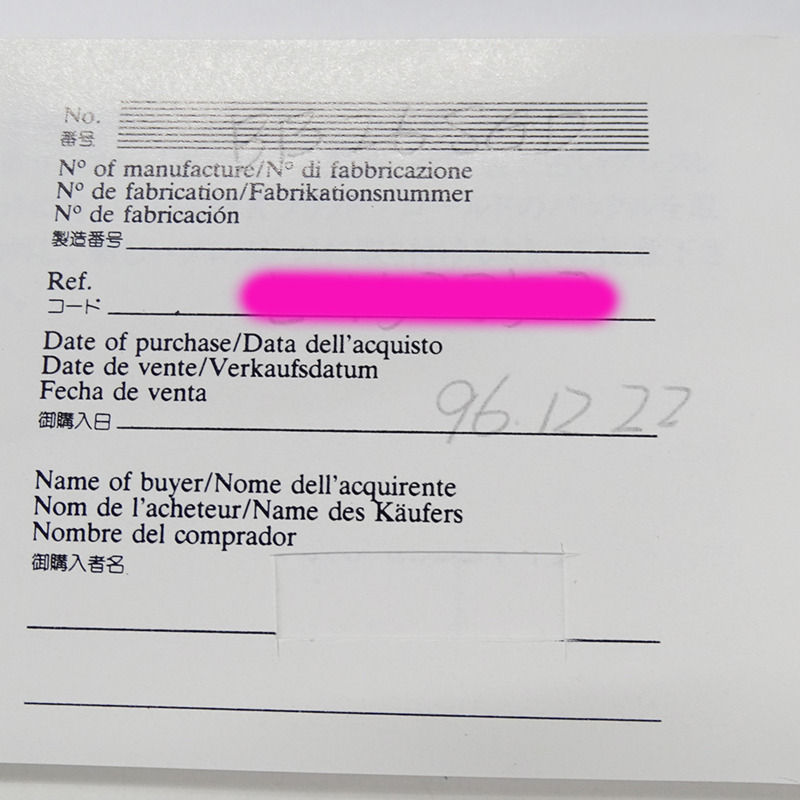 No.
番号
Nº of manufacture/Nº di fabbricazione
Nº de fabrication/Fabrikationsnummer
Nº de fabricación
製造番号
Ref.
コード
Date of purchase/Data dell'acquisto
Date de vente/Verkaufsdatum
Fecha de venta
御購入日 96.12 22
Name of buyer/Nome dell'acquirente
Nom de l'acheteur/Name des Käufers
Nombre del comprador
御購入者名